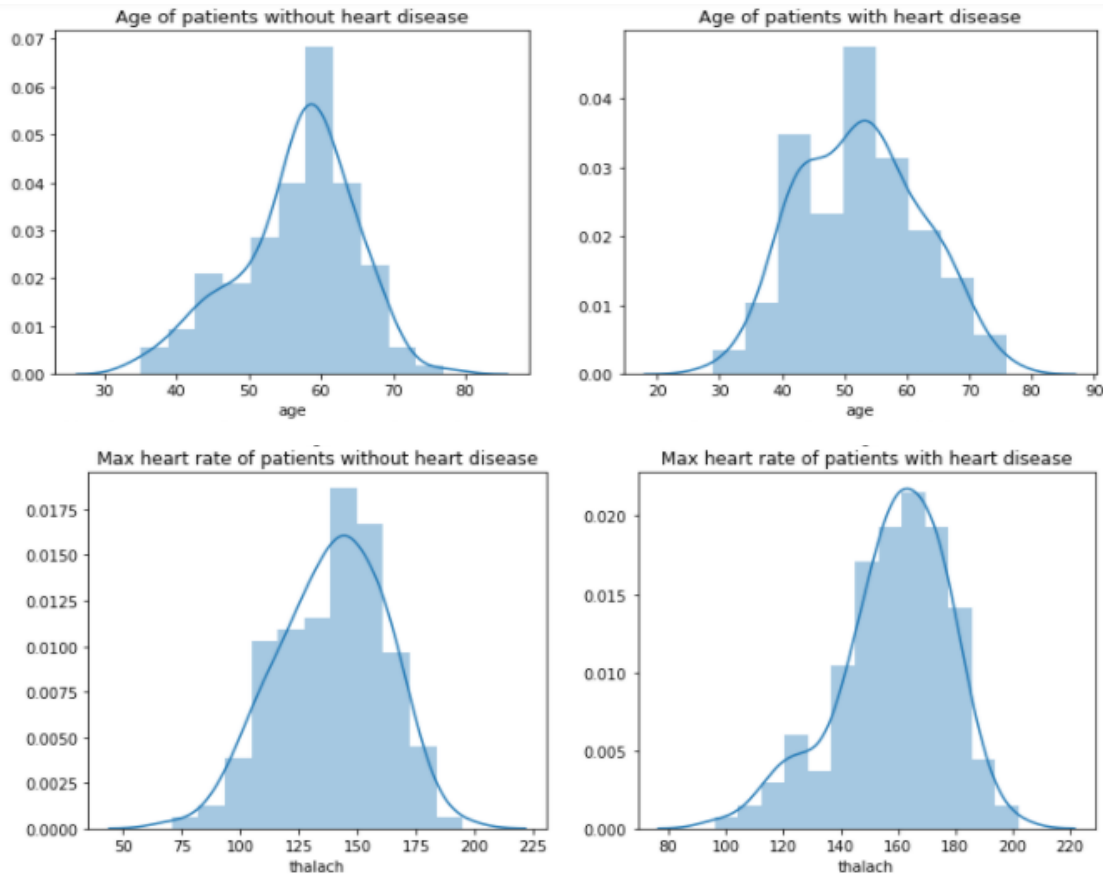 Age of patients without heart disease
0.07
0.06
0.05
0.04
0.03
0.02
0.01
0.00
30 40 50 60 70 80
age
Age of patients with heart disease
0.04
0.03
0.02
0.01
0.00
20 30 40 50 60 70 80 90
age
Max heart rate of patients without heart disease
0.0175
0.0150
0.0125
0.0100
0.0075
0.0050
0.0025
0.0000
50 75 100 125 150 175 200 225
thalach
Max heart rate of patients with heart disease
0.020
0.015
0.010
0.005
0.000
80 100 120 140 160 180 200 220
thalach